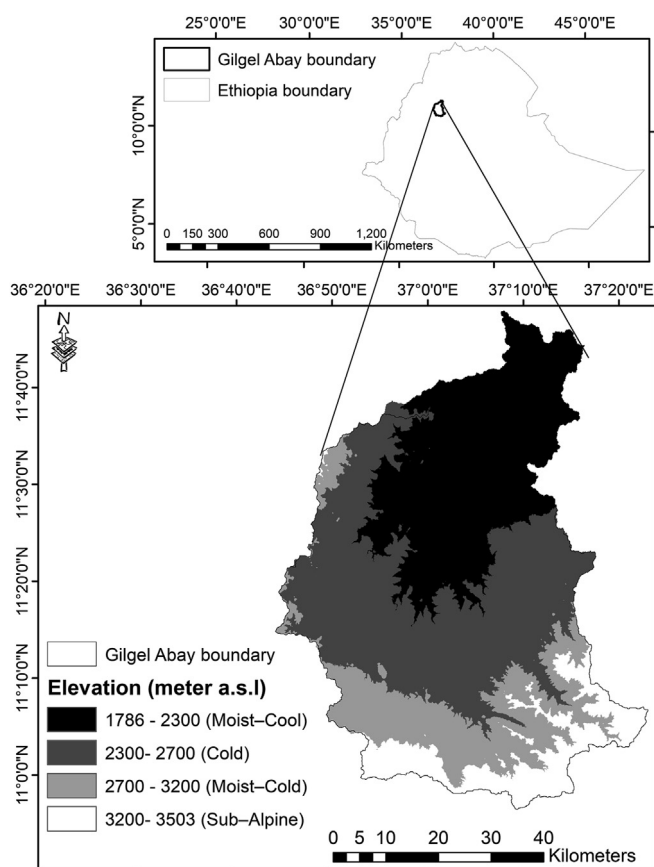 25°0'0"E 30°0'0"E 35°0'0"E 40°0'0"E 45°0'0"E
Gilgel Abay boundary
Ethiopia boundary
10°0'0"N
5°0'0"N
0 150 300 600 900 1,200
Kilometers
36°20'0"E 36°30'0"E 36°40'0"E 36°50'0"E 37°0'0"E 37°10'0"E 37°20'0"E
N
11°40'0"N
11°30'0"N
11°20'0"N
11°10'0"N
11°0'0"N
Gilgel Abay boundary
Elevation (meter a.s.l)
1786 - 2300 (Moist–Cool)
2300- 2700 (Cold)
2700 - 3200 (Moist–Cold)
3200- 3503 (Sub–Alpine)
0 5 10 20 30 40
Kilometers